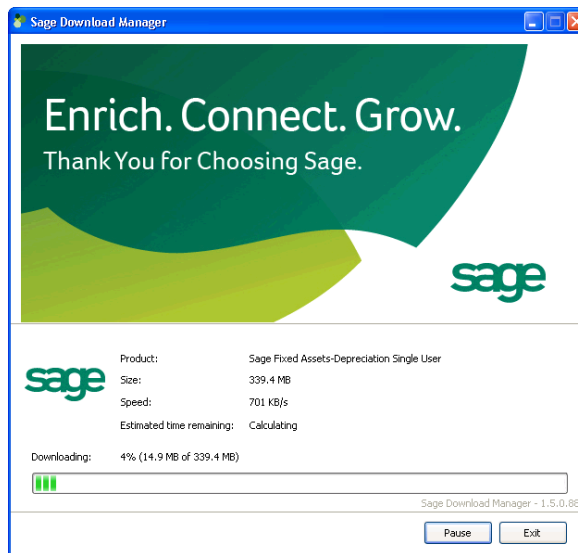 Sage Download Manager
Enrich. Connect. Grow.
Thank You for Choosing Sage.
sage
sage
Product: Sage Fixed Assets-Depreciation Single User
Size: 339.4 MB
Speed: 701 KB/s
Estimated time remaining: Calculating
Downloading: 4% (14.9 MB of 339.4 MB)
Sage Download Manager - 1.5.0.88
Pause Exit